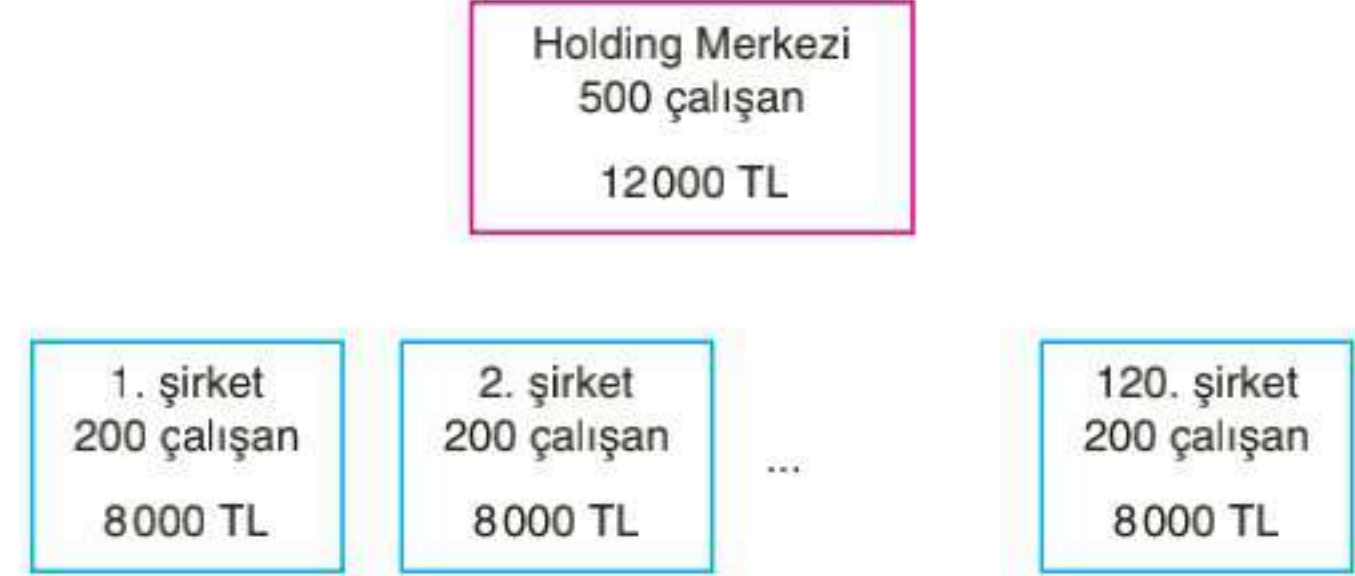 Holding Merkezi
500 çalışan
12000 TL
1. şirket
200 çalışan
8000 TL
2. şirket
200 çalışan
8000 TL
...
120. şirket
200 çalışan
8000 TL